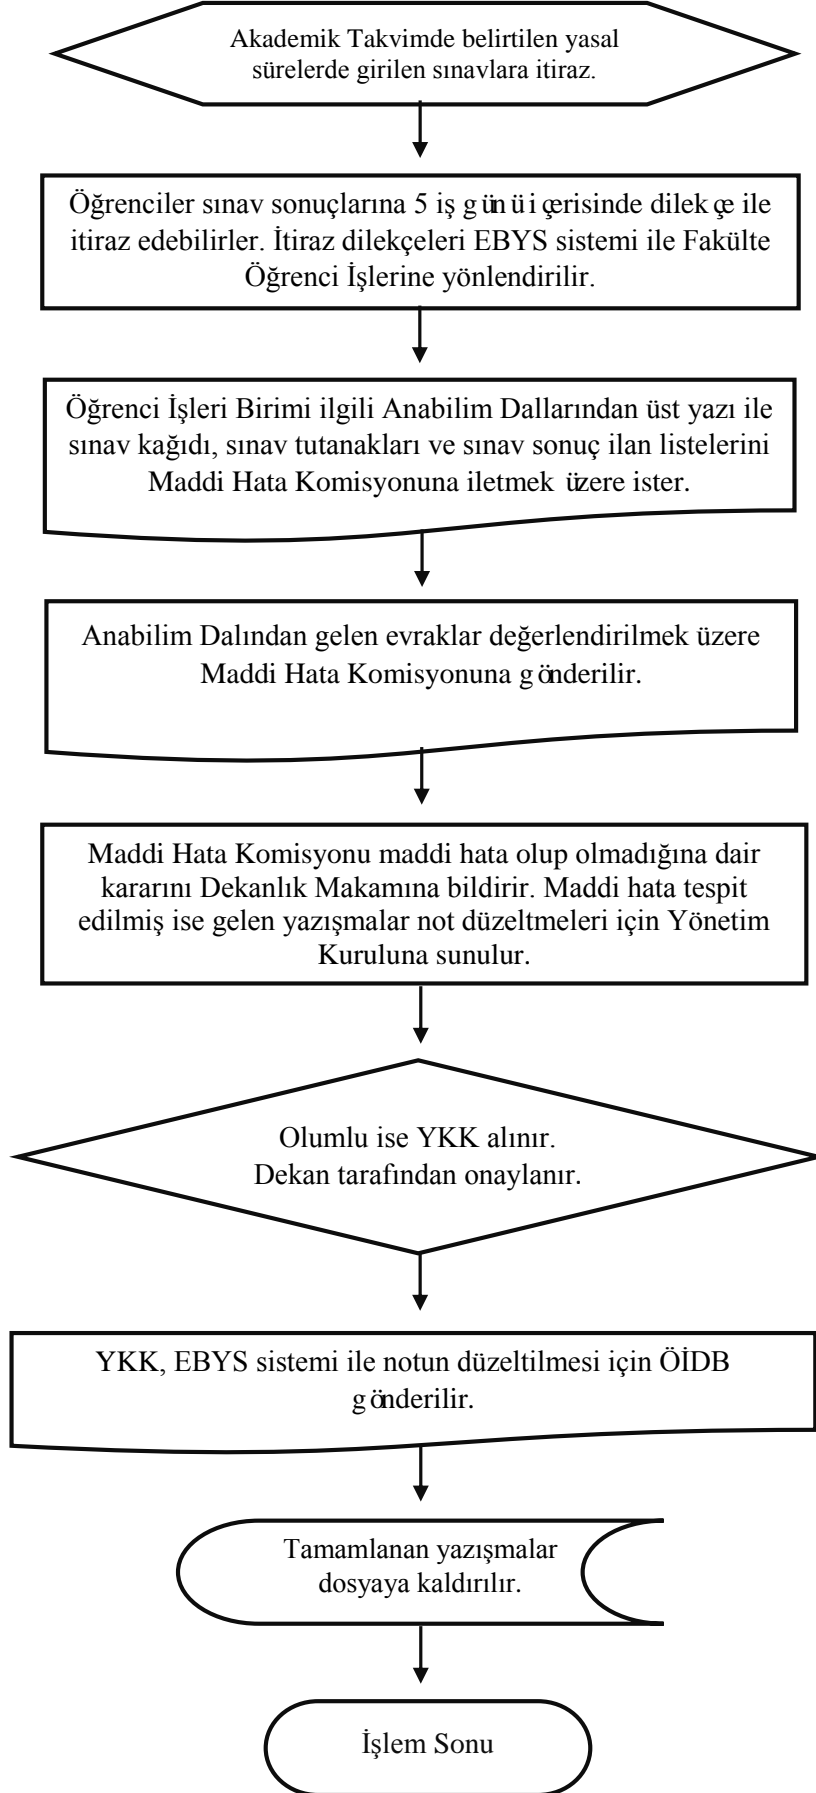 Akademik Takvimde belirtilen yasal
sürelerde girilen sınavlara itiraz.
Öğrenciler sınav sonuçlarına 5 iş günü içerisinde dilekçe ile
itiraz edebilirler. İtiraz dilekçeleri EBYS sistemi ile Fakülte
Öğrenci İşlerine yönlendirilir.
Öğrenci İşleri Birimi ilgili Anabilim Dallarından üst yazı ile
sınav kağıdı, sınav tutanakları ve sınav sonuç ilan listelerini
Maddi Hata Komisyonuna iletmek üzere ister.
Anabilim Dalından gelen evraklar değerlendirilmek üzere
Maddi Hata Komisyonuna gönderilir.
Maddi Hata Komisyonu maddi hata olup olmadığına dair
kararını Dekanlık Makamına bildirir. Maddi hata tespit
edilmiş ise gelen yazışmalar not düzeltmeleri için Yönetim
Kuruluna sunulur.
Olumlu ise YKK alınır.
Dekan tarafından onaylanır.
YKK, EBYS sistemi ile notun düzeltilmesi için ÖİDB
gönderilir.
Tamamlanan yazışmalar
dosyaya kaldırılır.
İşlem Sonu